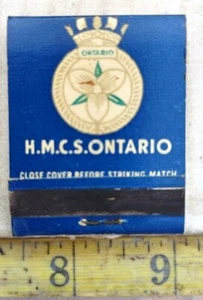 ONTARIO
H.M.C.S. ONTARIO
CLOSE COVER BEFORE STRIKING MATCH
8 9